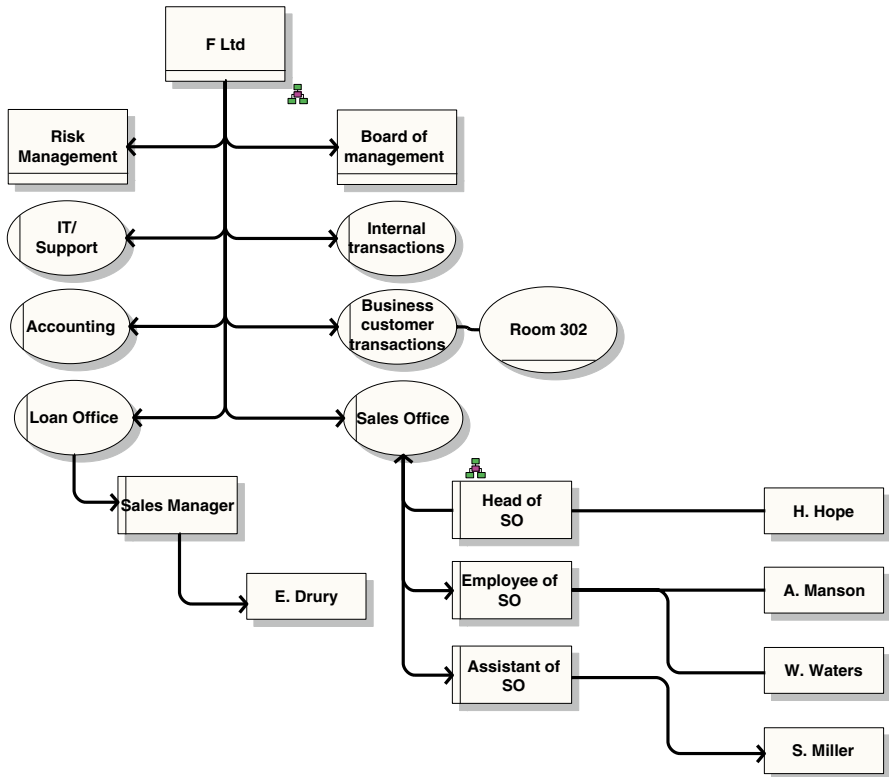 F Ltd
Risk
Management
Board of
management
IT/
Support
Internal
transactions
Accounting
Business
customer
transactions
Room 302
Loan Office
Sales Office
Sales Manager
Head of
SO
H. Hope
Employee of
SO
A. Manson
E. Drury
Assistant of
SO
W. Waters
S. Miller